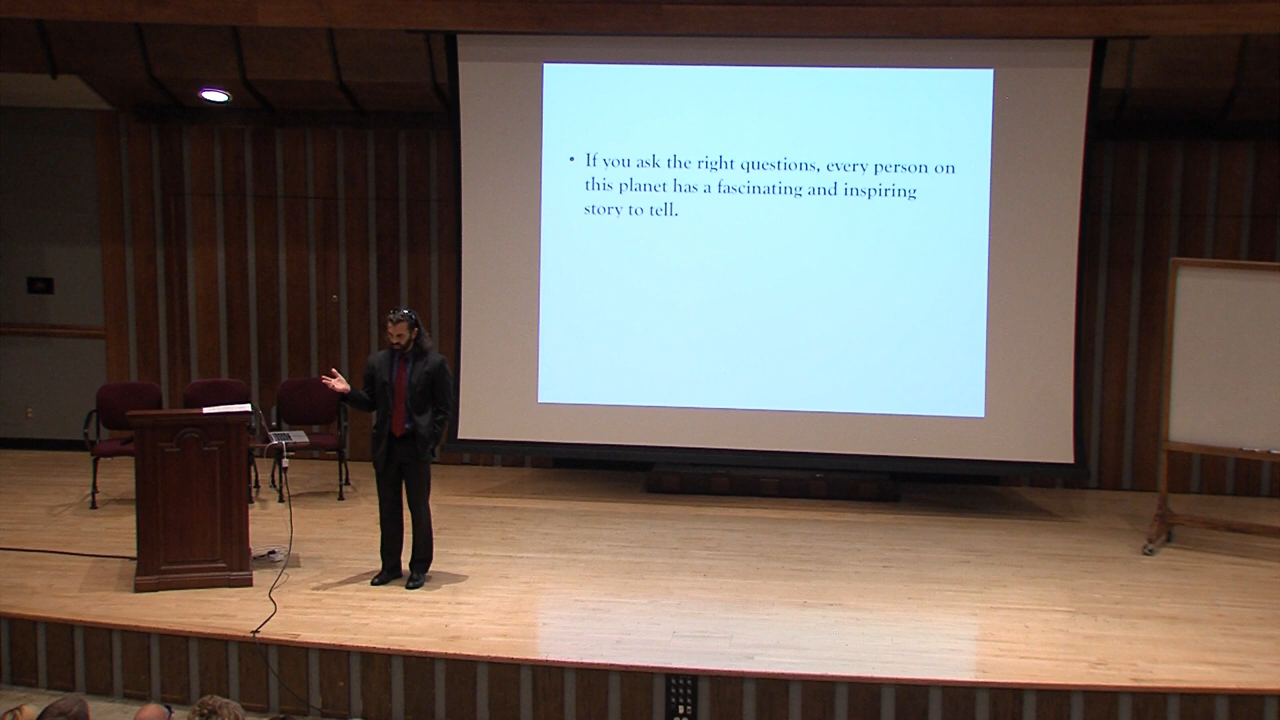 • If you ask the right questions, every person on
this planet has a fascinating and inspiring
story to tell.